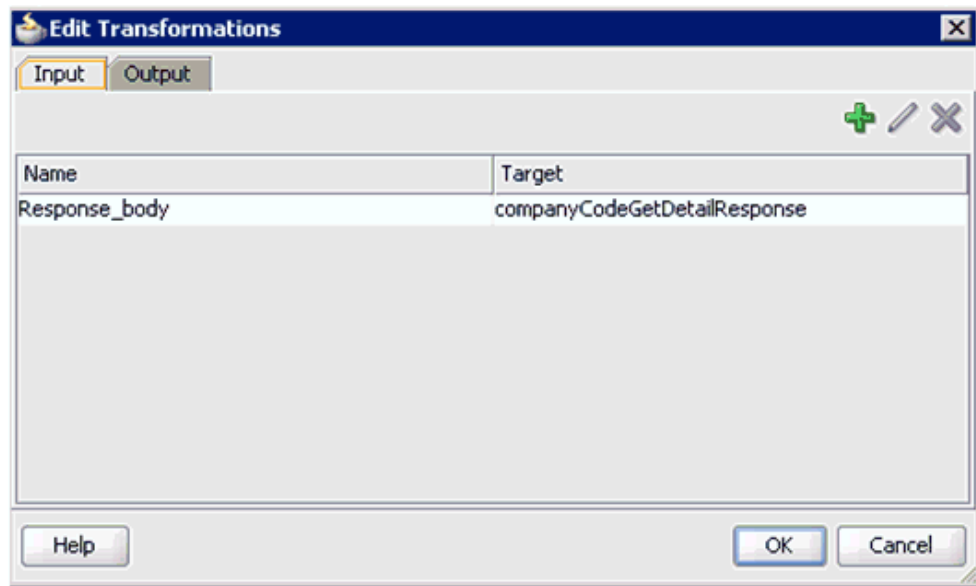 Edit Transformations
Input Output
Name Target
Response_body companyCodeGetDetailResponse
Help OK Cancel